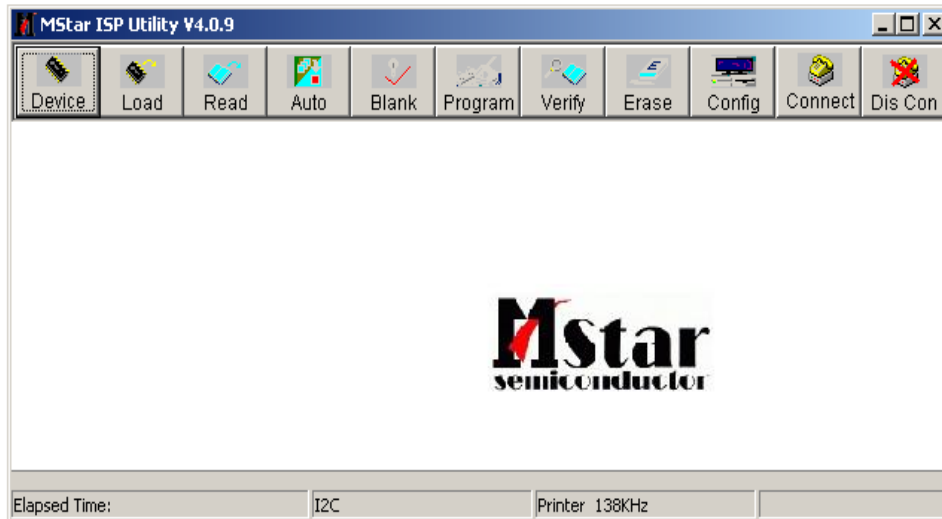 MStar ISP Utility V4.0.9
Device Load Read Auto Blank Program Verify Erase Config Connect Dis Con
MStar
semiconductor
Elapsed Time: I2C Printer 138KHz